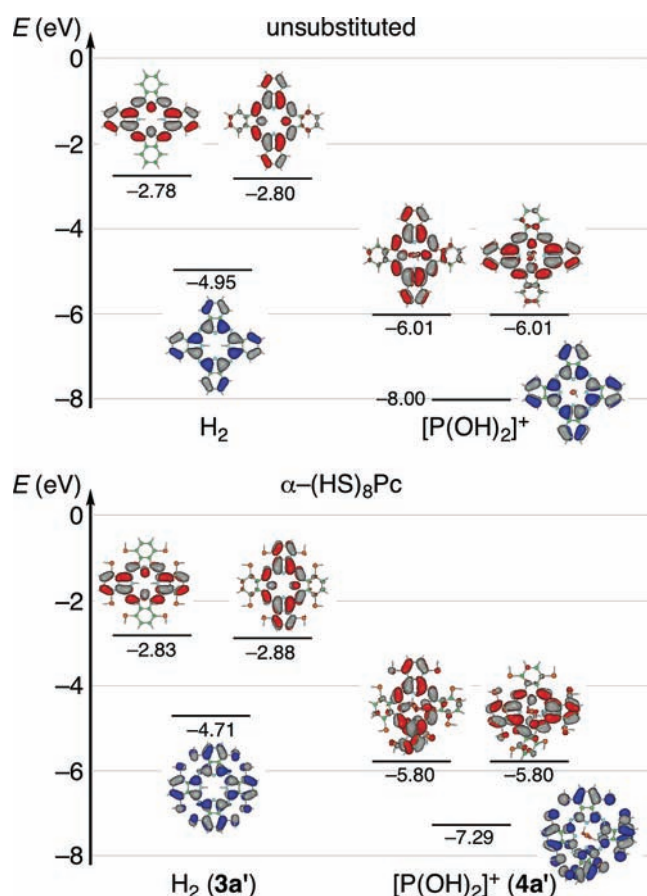 E (eV)
unsubstituted
0
−2
−2.78
−2.80
−4
−4.95
−6
−6.01
−6.01
−8
−8.00
H2
[P(OH)2]+
E (eV)
α−(HS)8Pc
0
−2
−2.83
−2.88
−4
−4.71
−5.80
−5.80
−6
−7.29
−8
H2 (3a')
[P(OH)2]+ (4a')